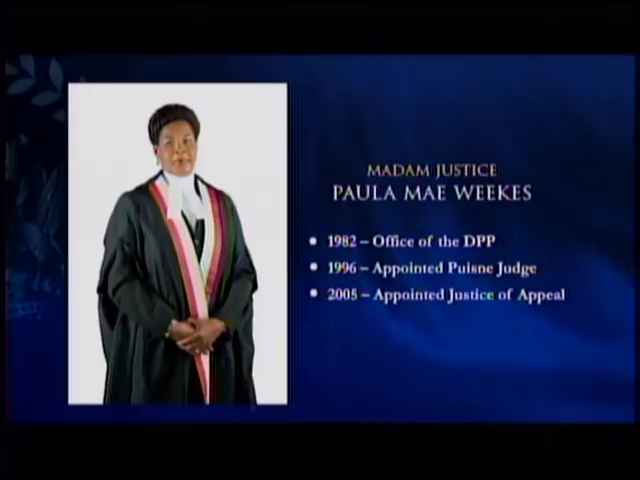 MADAM JUSTICE
PAULA MAE WEEKES
• 1982 – Office of the DPP
• 1996 – Appointed Puisne Judge
• 2005 – Appointed Justice of Appeal